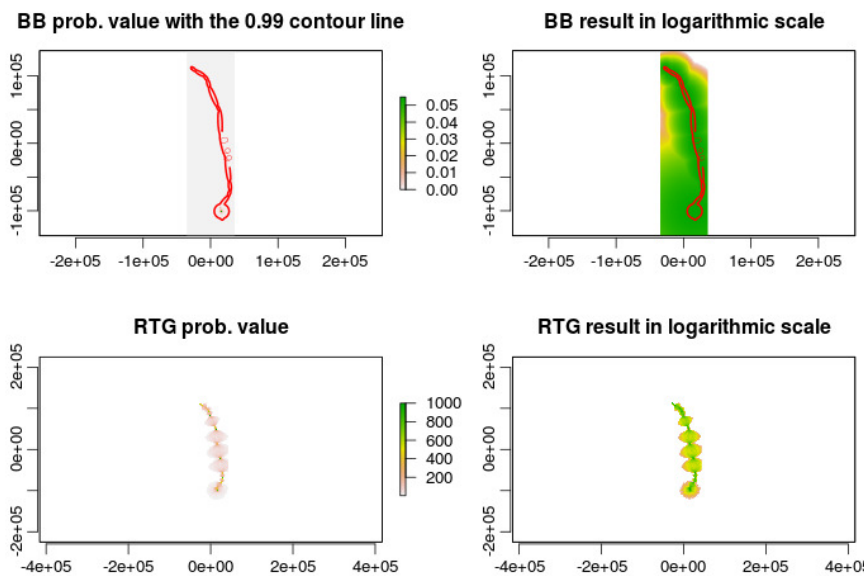 BB prob. value with the 0.99 contour line
BB result in logarithmic scale
1e+05
0e+00
-1e+05
-2e+05 -1e+05 0e+00 1e+05 2e+05
0.05
0.04
0.03
0.02
0.01
0.00
1e+05
0e+00
-1e+05
-2e+05 -1e+05 0e+00 1e+05 2e+05
RTG prob. value
RTG result in logarithmic scale
2e+05
0e+00
-2e+05
-4e+05 -2e+05 0e+00 2e+05 4e+05
1000
800
600
400
200
2e+05
0e+00
-2e+05
-4e+05 -2e+05 0e+00 2e+05 4e+0